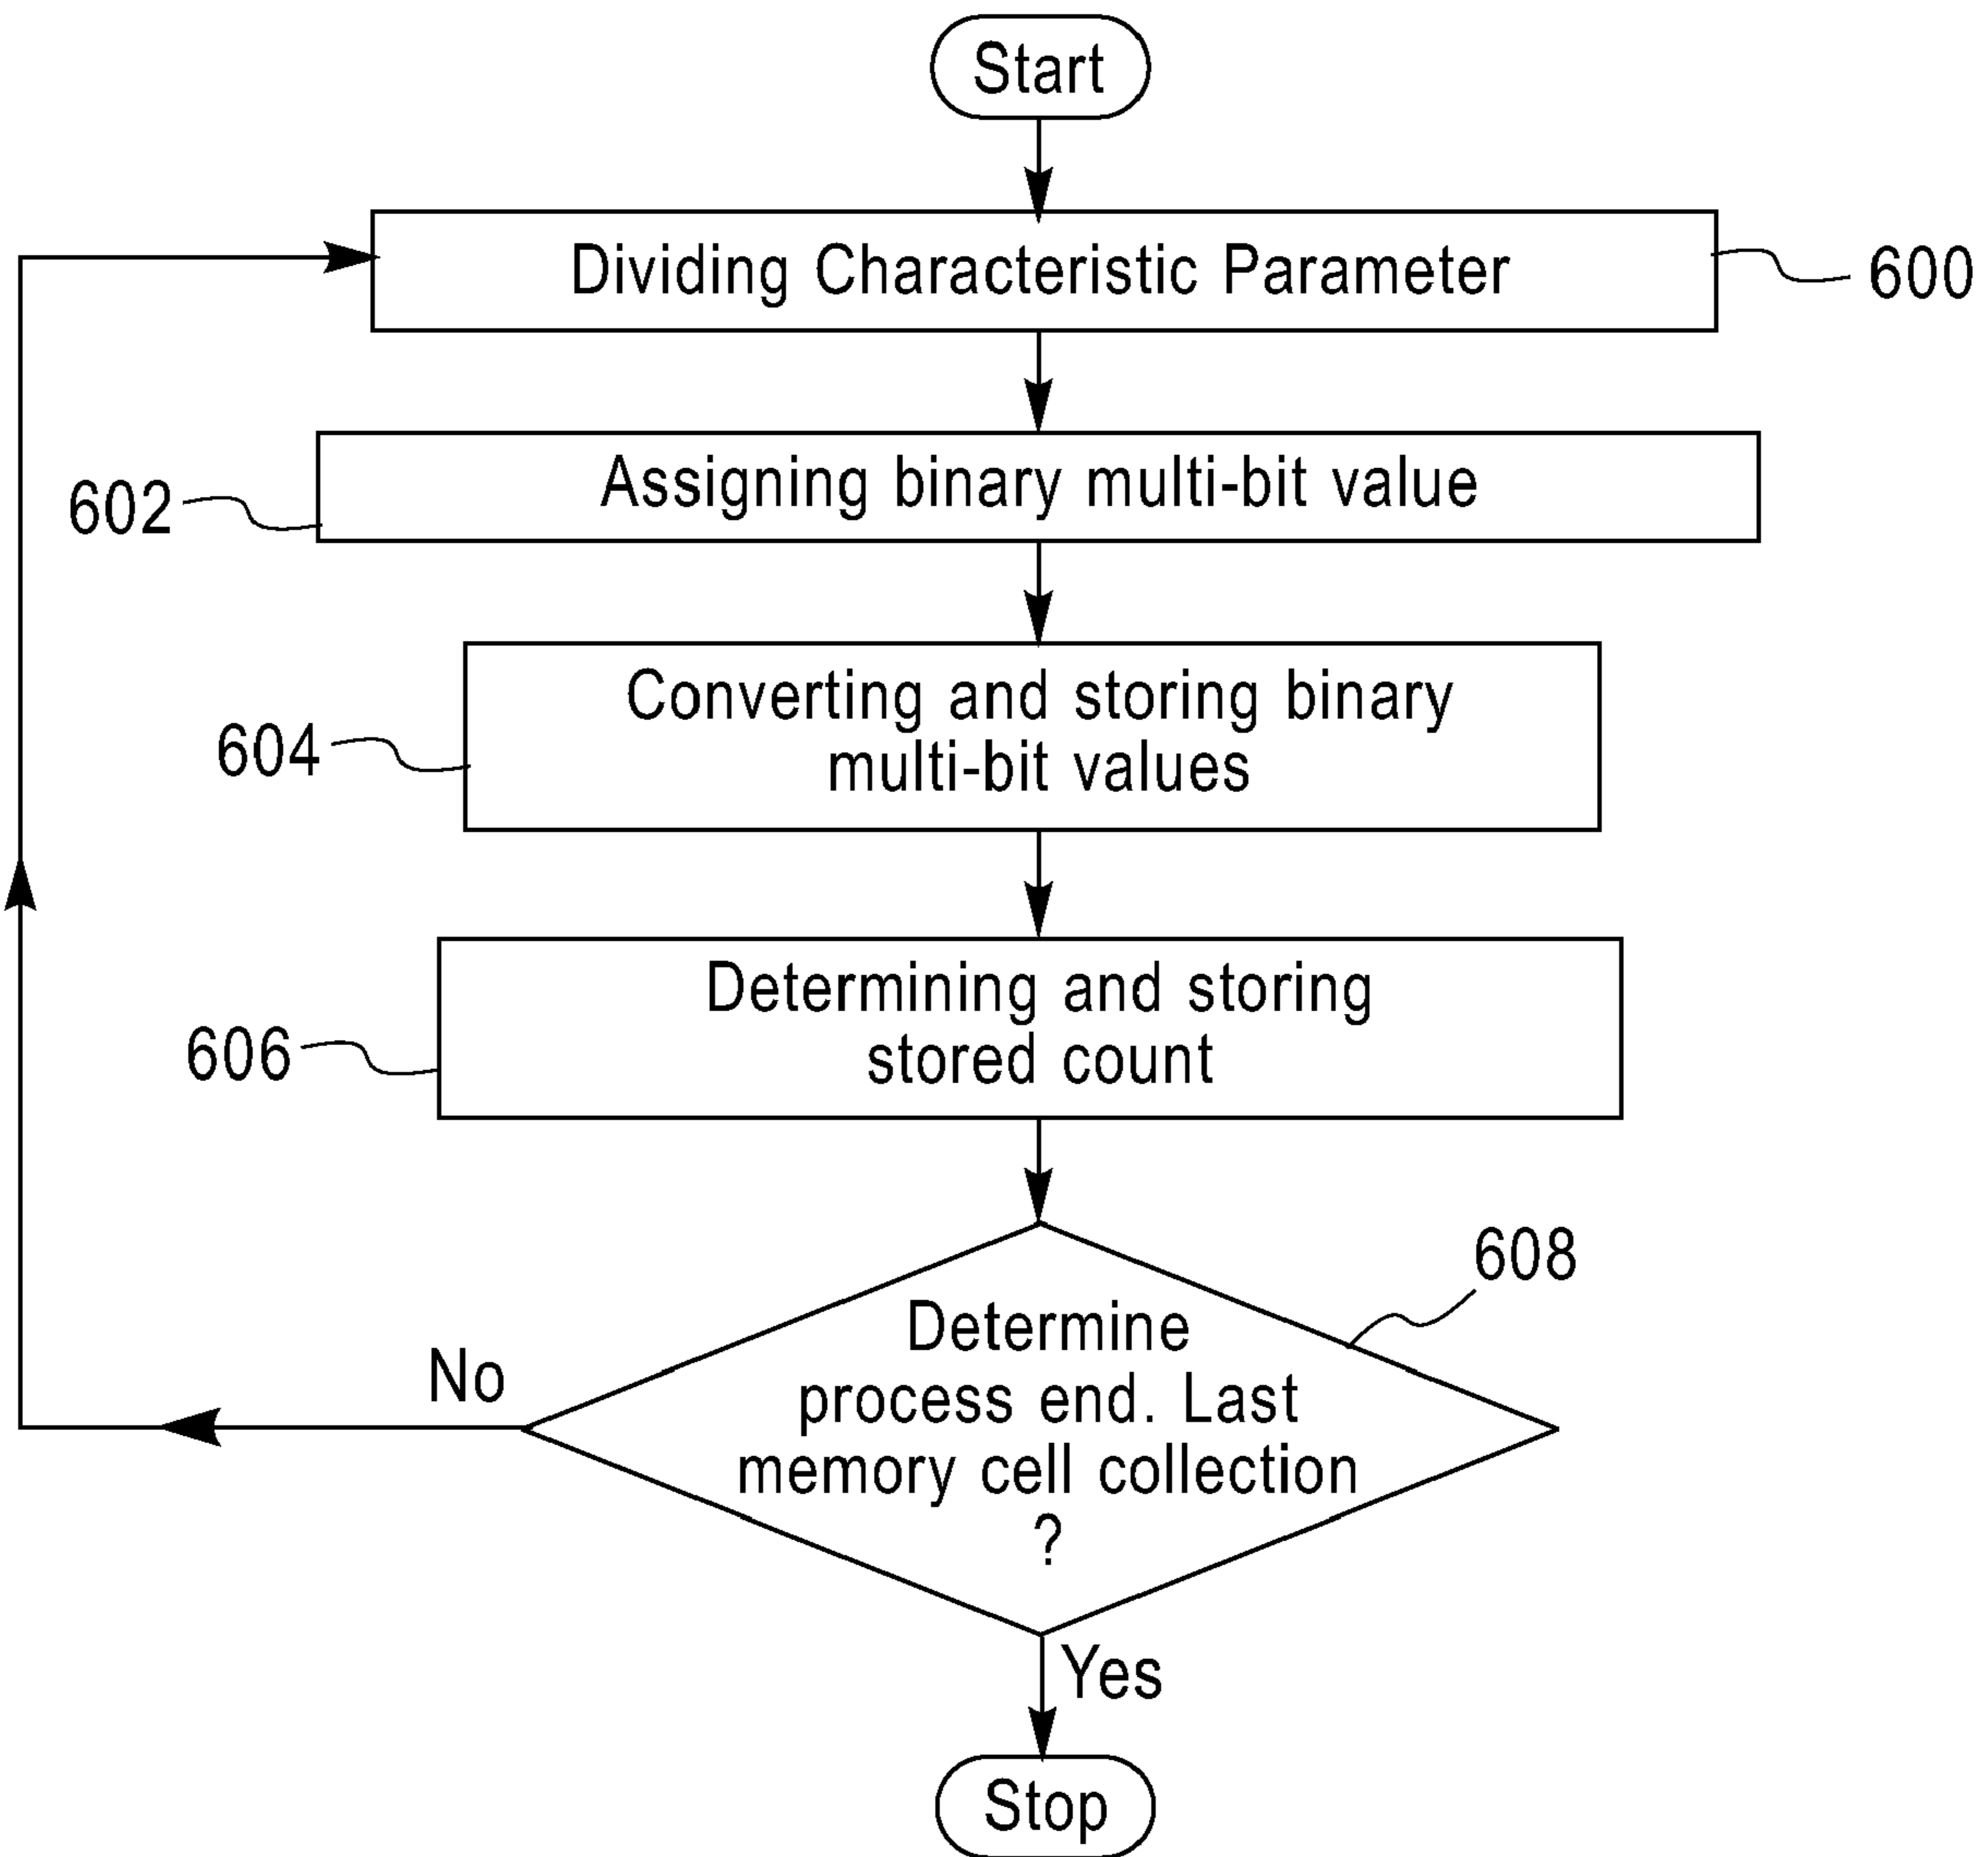 Start
Dividing Characteristic Parameter
600
Assigning binary multi-bit value
602
Converting and storing binary
multi-bit values
604
Determining and storing
stored count
606
608
Determine
process end. Last
memory cell collection
?
No
Yes
Stop